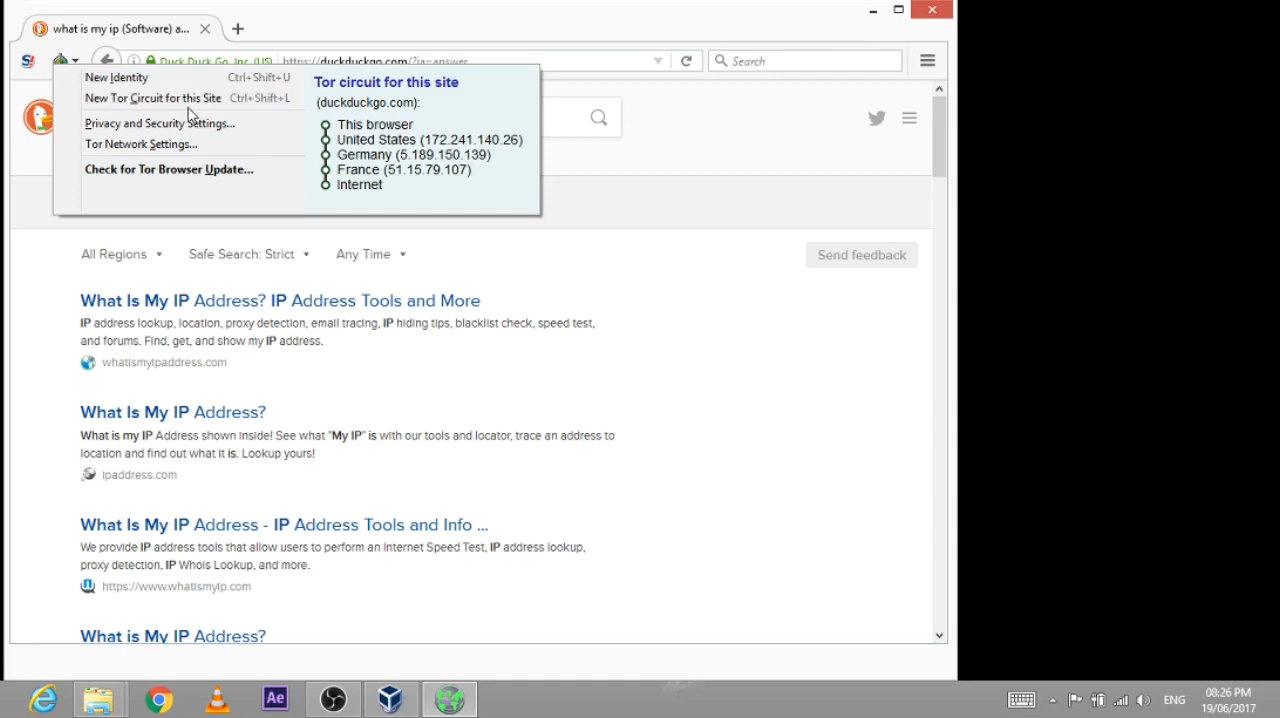 what is my ip (Software) a...
Duck Duck Go, Inc. (US)
https://duckduckgo.com/?ia=answer
Search
New Identity Ctrl+Shift+U
New Tor Circuit for this Site Ctrl+Shift+L
Privacy and Security Settings...
Tor Network Settings...
Check for Tor Browser Update...
Tor circuit for this site
(duckduckgo.com):
This browser
United States (172.241.140.26)
Germany (5.189.150.139)
France (51.15.79.107)
Internet
All Regions Safe Search: Strict Any Time
Send feedback
What Is My IP Address? IP Address Tools and More
IP address lookup, location, proxy detection, email tracing, IP hiding tips, blacklist check, speed test,
and forums. Find, get, and show my IP address.
whatismyipaddress.com
What Is My IP Address?
What is my IP Address shown inside! See what "My IP" is with our tools and locator, trace an address to
location and find out what it is. Lookup yours!
ipaddress.com
What Is My IP Address - IP Address Tools and Info ...
We provide IP address tools that allow users to perform an Internet Speed Test, IP address lookup,
proxy detection, IP Whois Lookup, and more.
https://www.whatismyip.com
What is My IP Address?
Ae
ENG
08:26 PM
19/06/2017